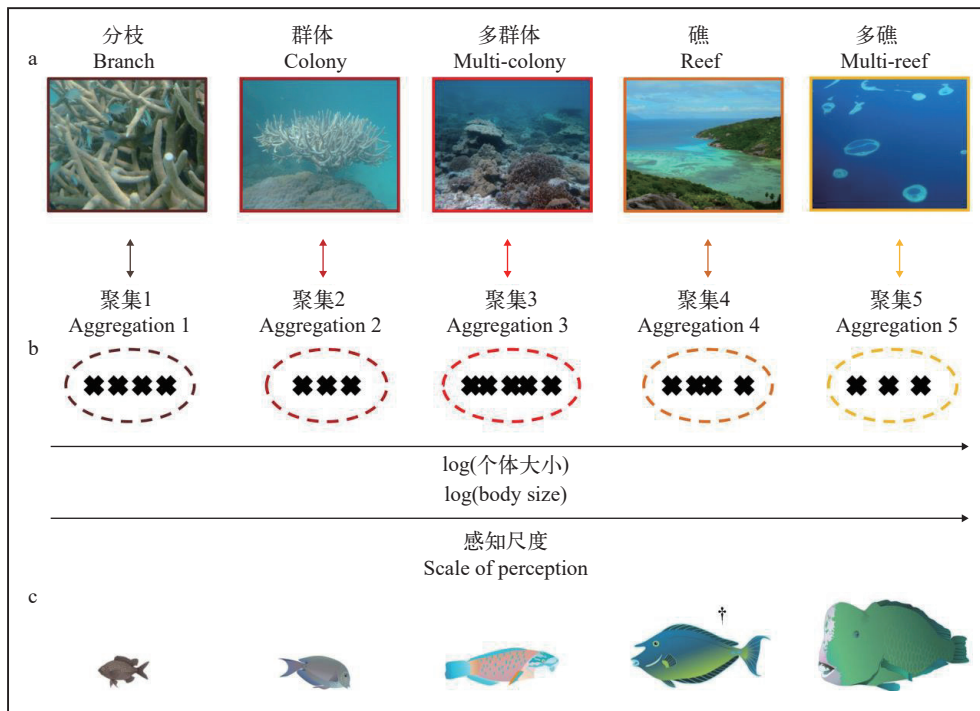 分枝 群体 多群体 礁 多礁
a Branch Colony Multi-colony Reef Multi-reef
聚集1 聚集2 聚集3 聚集4 聚集5
Aggregation 1 Aggregation 2 Aggregation 3 Aggregation 4 Aggregation 5
b
log(个体大小)
log(body size)
感知尺度
Scale of perception
c
†